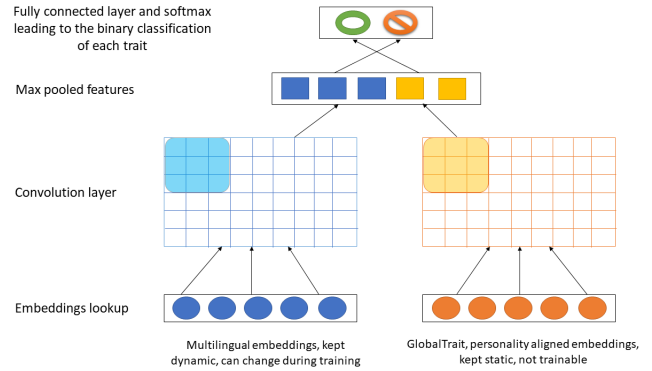 Fully connected layer and softmax
leading to the binary classification
of each trait
Max pooled features
Convolution layer
Embeddings lookup
Multilingual embeddings, kept
dynamic, can change during training
GlobalTrait, personality aligned embeddings,
kept static, not trainable